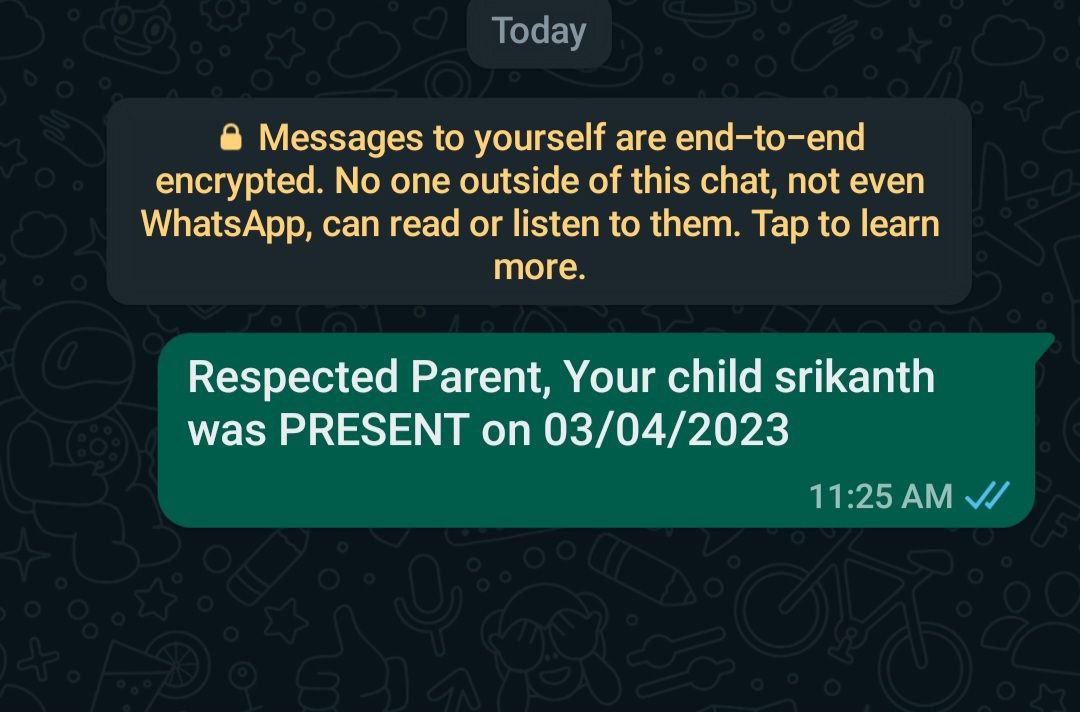 Today
🔒 Messages to yourself are end-to-end
encrypted. No one outside of this chat, not even
WhatsApp, can read or listen to them. Tap to learn
more.
Respected Parent, Your child srikanth
was PRESENT on 03/04/2023
11:25 AM